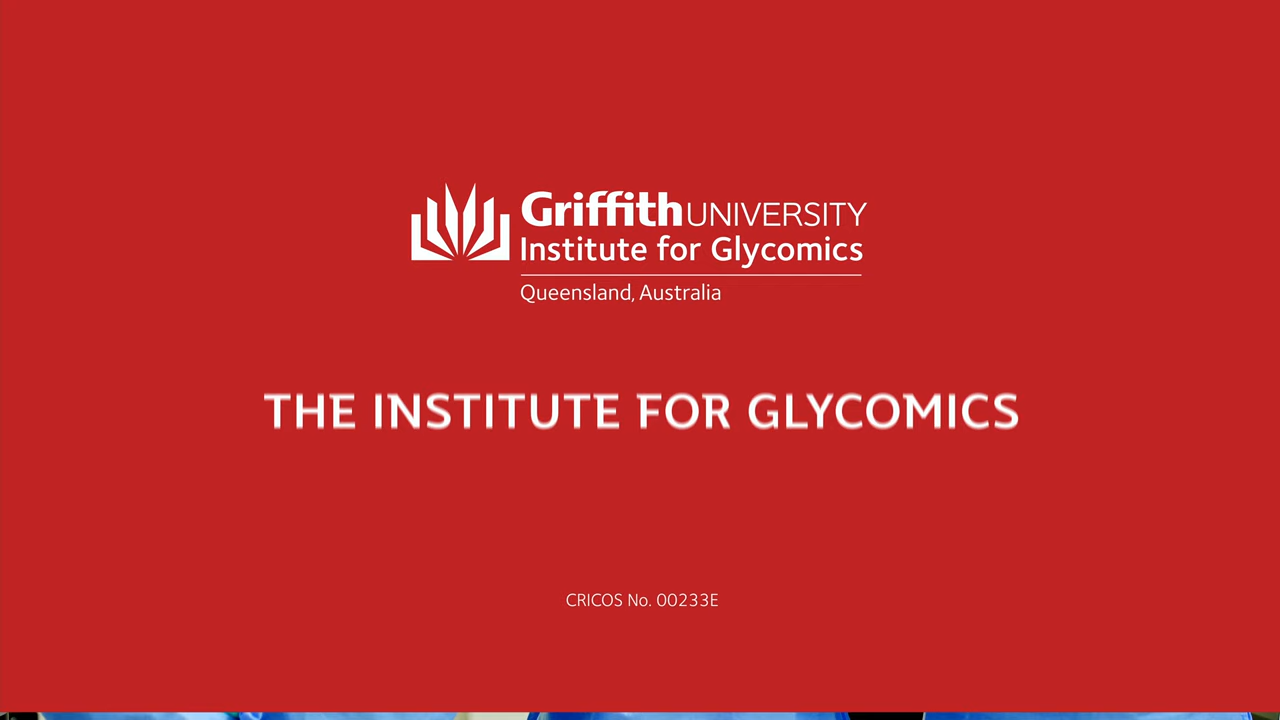 Griffith UNIVERSITY
Institute for Glycomics
Queensland, Australia
THE INSTITUTE FOR GLYCOMICS
CRICOS No. 00233E